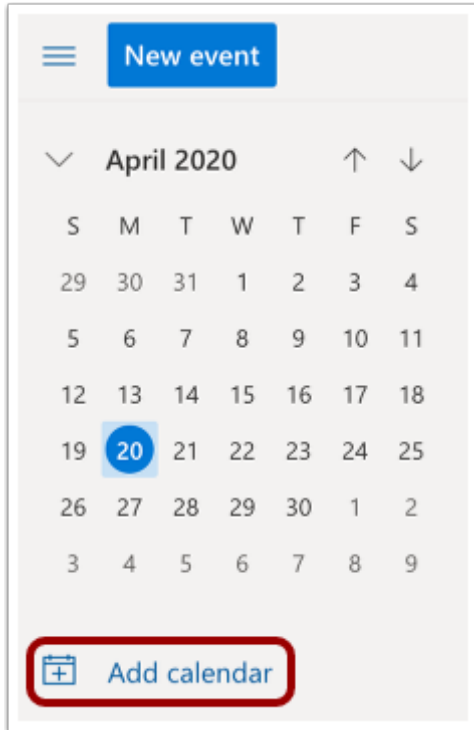 New event
April 2020
S M T W T F S
29 30 31 1 2 3 4
5 6 7 8 9 10 11
12 13 14 15 16 17 18
19 20 21 22 23 24 25
26 27 28 29 30 1 2
3 4 5 6 7 8 9
Add calendar